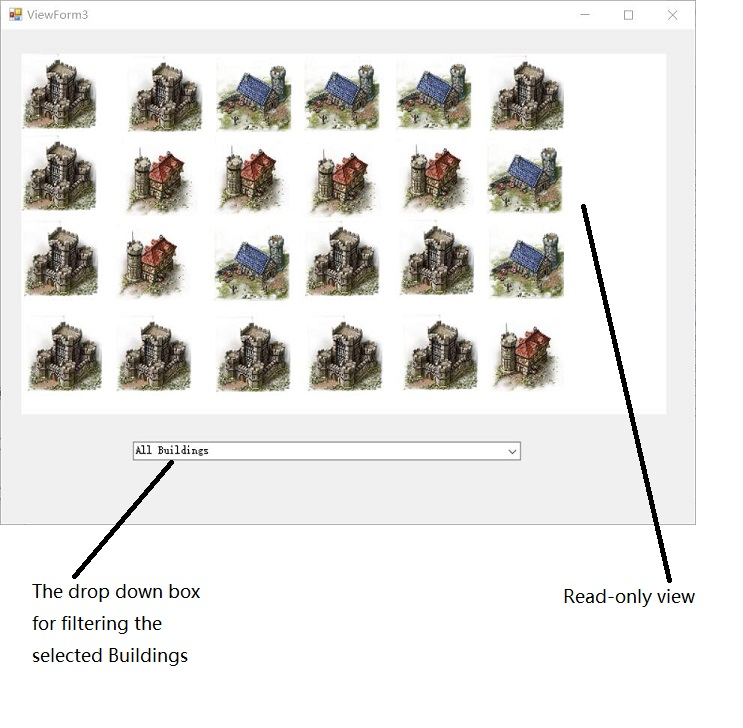 ViewForm3
All Buildings
The drop down box
for filtering the
selected Buildings
Read-only view